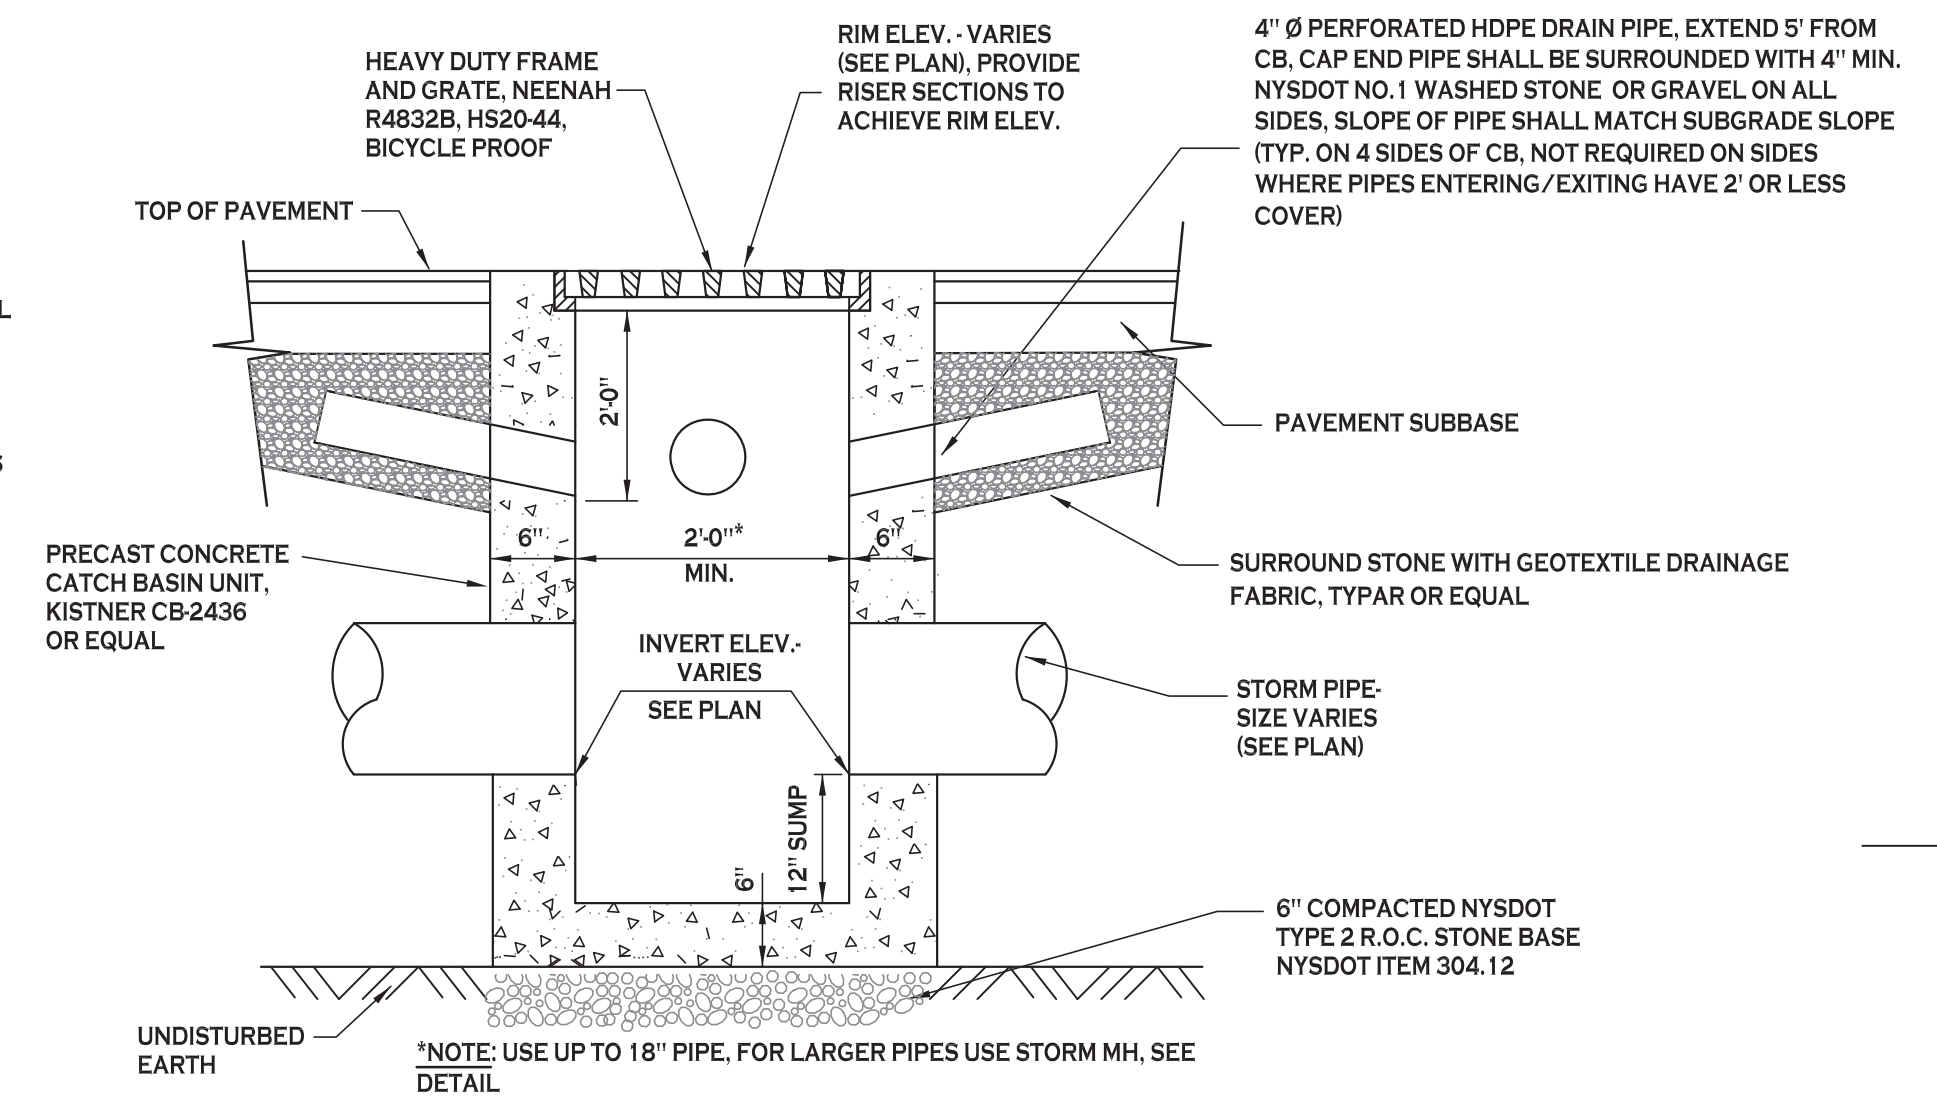 HEAVY DUTY FRAME
AND GRATE, NEENAH
R4832B, HS20-44,
BICYCLE PROOF
RIM ELEV. - VARIES
(SEE PLAN), PROVIDE
RISER SECTIONS TO
ACHIEVE RIM ELEV.
4" Ø PERFORATED HDPE DRAIN PIPE, EXTEND 5' FROM
CB, CAP END PIPE SHALL BE SURROUNDED WITH 4" MIN.
NYSDOT NO.1 WASHED STONE OR GRAVEL ON ALL
SIDES, SLOPE OF PIPE SHALL MATCH SUBGRADE SLOPE
(TYP. ON 4 SIDES OF CB, NOT REQUIRED ON SIDES
WHERE PIPES ENTERING/EXITING HAVE 2' OR LESS
COVER)
TOP OF PAVEMENT
L
2'-0"
PAVEMENT SUBBASE
S
6"
2'-0"*
MIN.
6"
PRECAST CONCRETE
CATCH BASIN UNIT,
KISTNER CB-2436
OR EQUAL
SURROUND STONE WITH GEOTEXTILE DRAINAGE
FABRIC, TYPAR OR EQUAL
INVERT ELEV.-
VARIES
SEE PLAN
STORM PIPE-
SIZE VARIES
(SEE PLAN)
12" SUMP
6"
6" COMPACTED NYSDOT
TYPE 2 R.O.C. STONE BASE
NYSDOT ITEM 304.12
UNDISTURBED
EARTH
*NOTE: USE UP TO 18" PIPE, FOR LARGER PIPES USE STORM MH, SEE
DETAIL